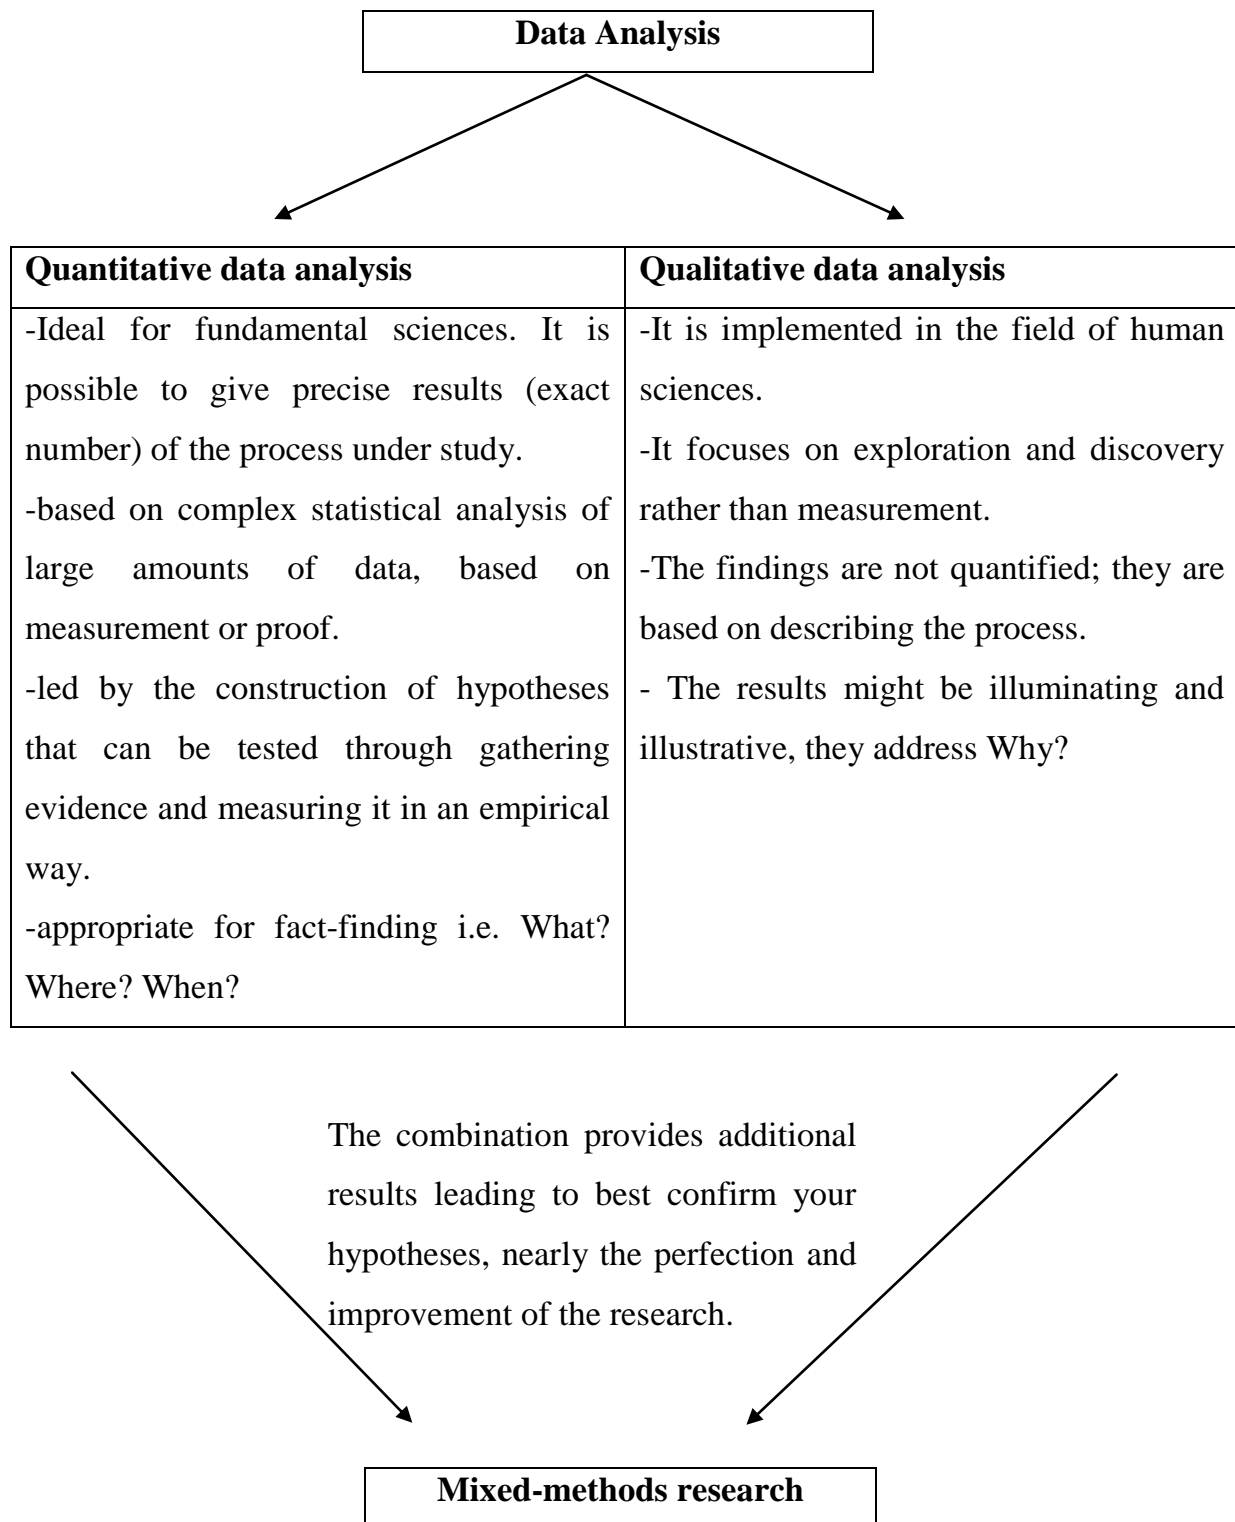 Data Analysis
Quantitative data analysis
-Ideal for fundamental sciences. It is
possible to give precise results (exact
number) of the process under study.
-based on complex statistical analysis of
large amounts of data, based on
measurement or proof.
-led by the construction of hypotheses
that can be tested through gathering
evidence and measuring it in an empirical
way.
-appropriate for fact-finding i.e. What?
Where? When?
Qualitative data analysis
-It is implemented in the field of human
sciences.
-It focuses on exploration and discovery
rather than measurement.
-The findings are not quantified; they are
based on describing the process.
- The results might be illuminating and
illustrative, they address Why?
The combination provides additional
results leading to best confirm your
hypotheses, nearly the perfection and
improvement of the research.
Mixed-methods research